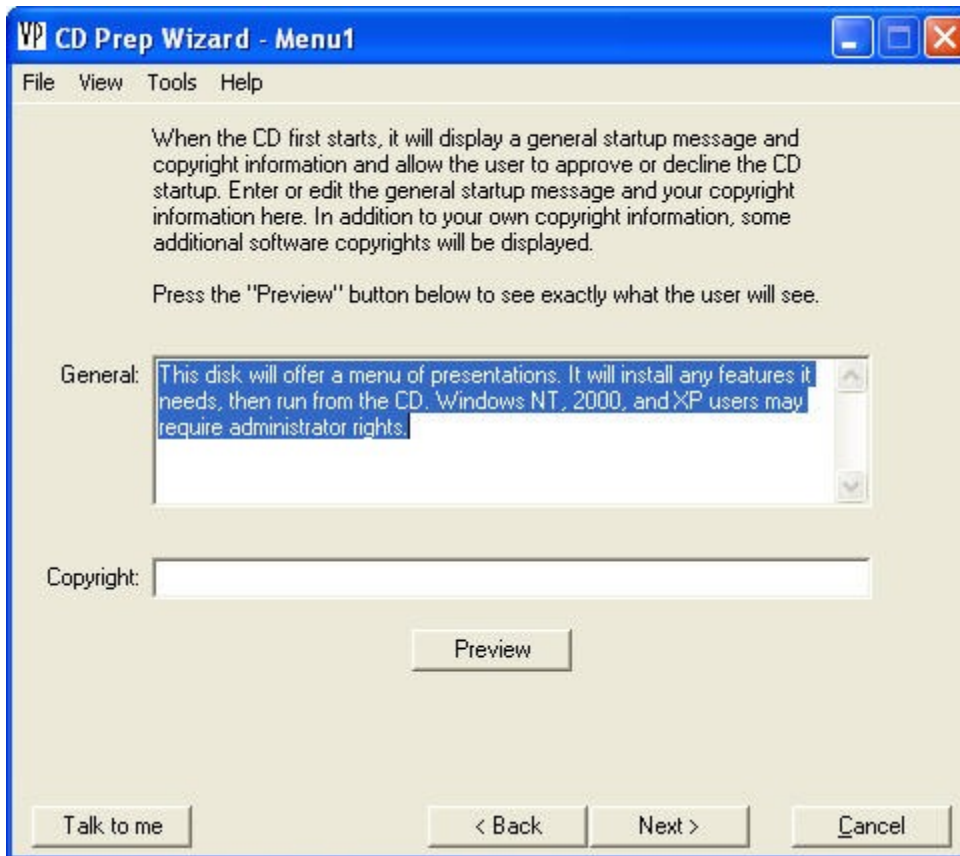 VP CD Prep Wizard - Menu1
File View Tools Help
When the CD first starts, it will display a general startup message and
copyright information and allow the user to approve or decline the CD
startup. Enter or edit the general startup message and your copyright
information here. In addition to your own copyright information, some
additional software copyrights will be displayed.
Press the "Preview" button below to see exactly what the user will see.
General: This disk will offer a menu of presentations. It will install any features it
needs, then run from the CD. Windows NT, 2000, and XP users may
require administrator rights.
Copyright:
Preview
Talk to me < Back Next > Cancel